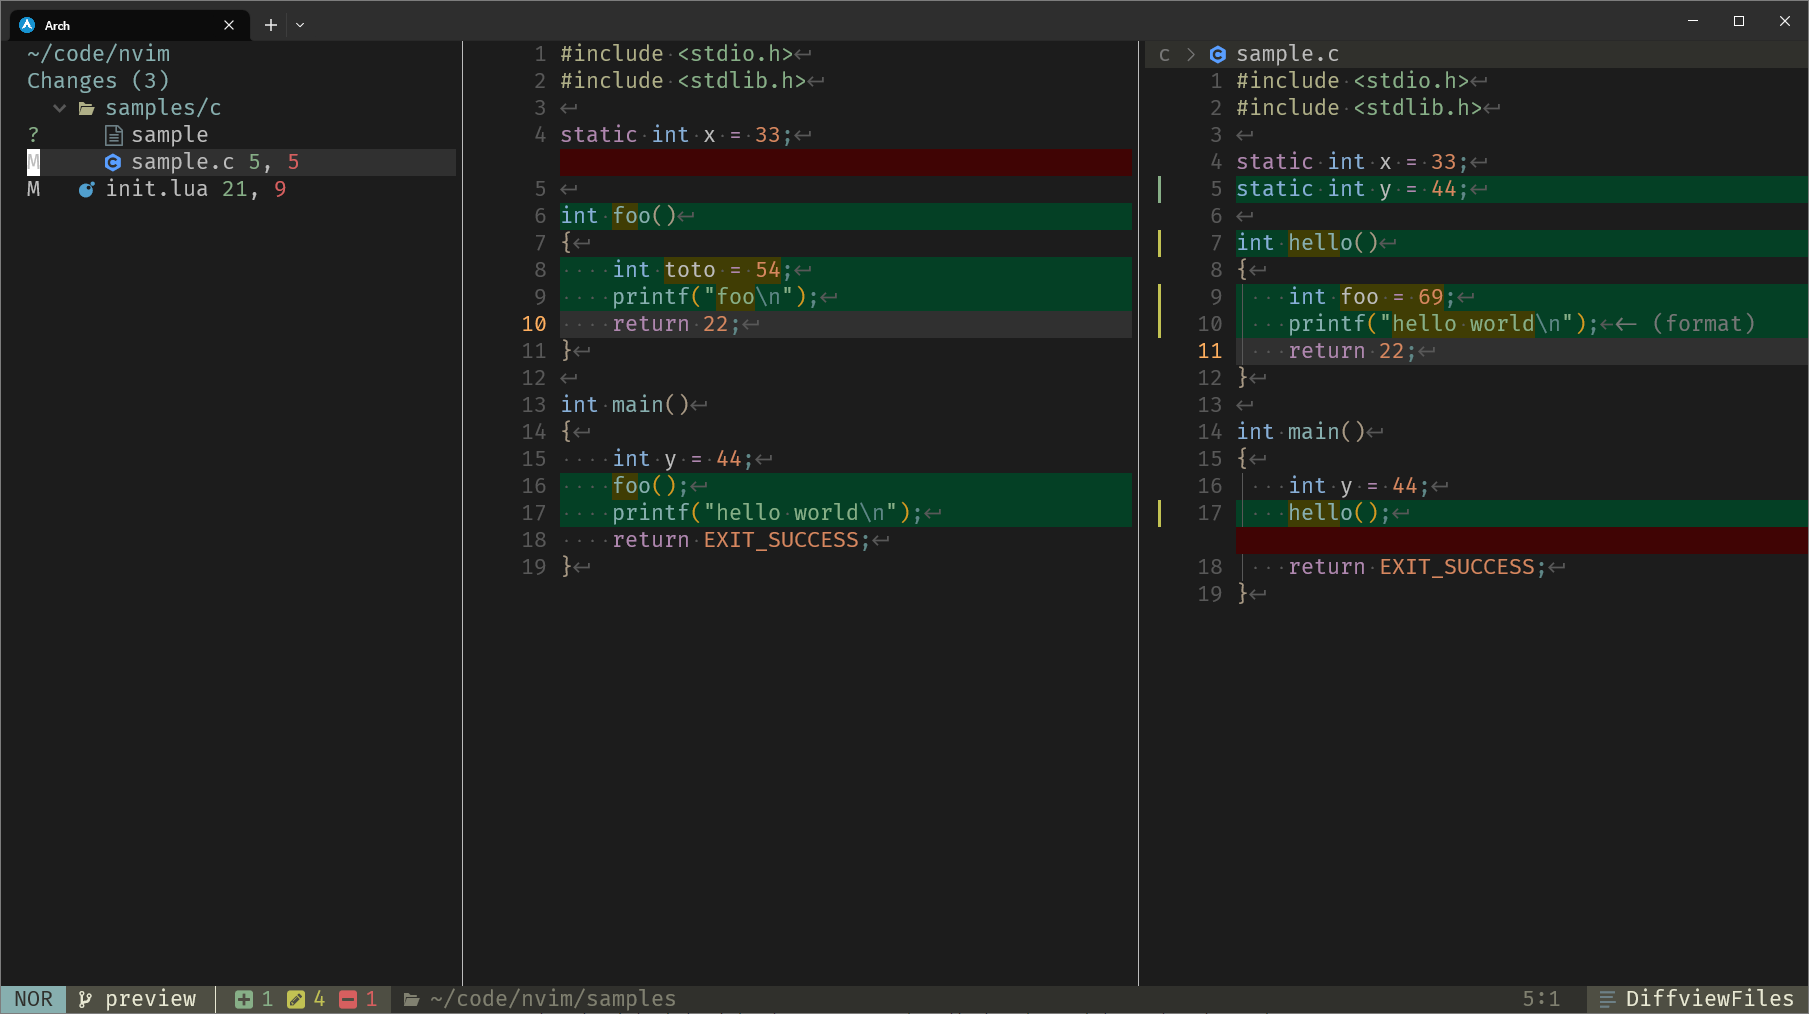 Arch
~/code/nvim
Changes (3)
samples/c
? sample
M sample.c 5, 5
M init.lua 21, 9
1 #include <stdio.h>↵
2 #include <stdlib.h>↵
3 ↵
4 static·int·x·=·33;↵
5 ↵
6 int·foo()↵
7 {↵
8 ····int·toto·=·54;↵
9 ····printf("foo\n");↵
10 ····return·22;↵
11 }↵
12 ↵
13 int·main()↵
14 {↵
15 ····int·y·=·44;↵
16 ····foo();↵
17 ····printf("hello·world\n");↵
18 ····return·EXIT_SUCCESS;↵
19 }↵
c > sample.c
1 #include·<stdio.h>↵
2 #include·<stdlib.h>↵
3 ↵
4 static·int·x·=·33;↵
5 static·int·y·=·44;↵
6 ↵
7 int·hello()↵
8 {↵
9 │···int·foo·=·69;↵
10 │···printf("hello·world\n");↵ <- (format)
11 │···return·22;↵
12 }↵
13 ↵
14 int·main()↵
15 {↵
16 │···int·y·=·44;↵
17 │···hello();↵
18 │···return·EXIT_SUCCESS;↵
19 }↵
NOR preview 1 4 1 ~/code/nvim/samples 5:1 DiffviewFiles